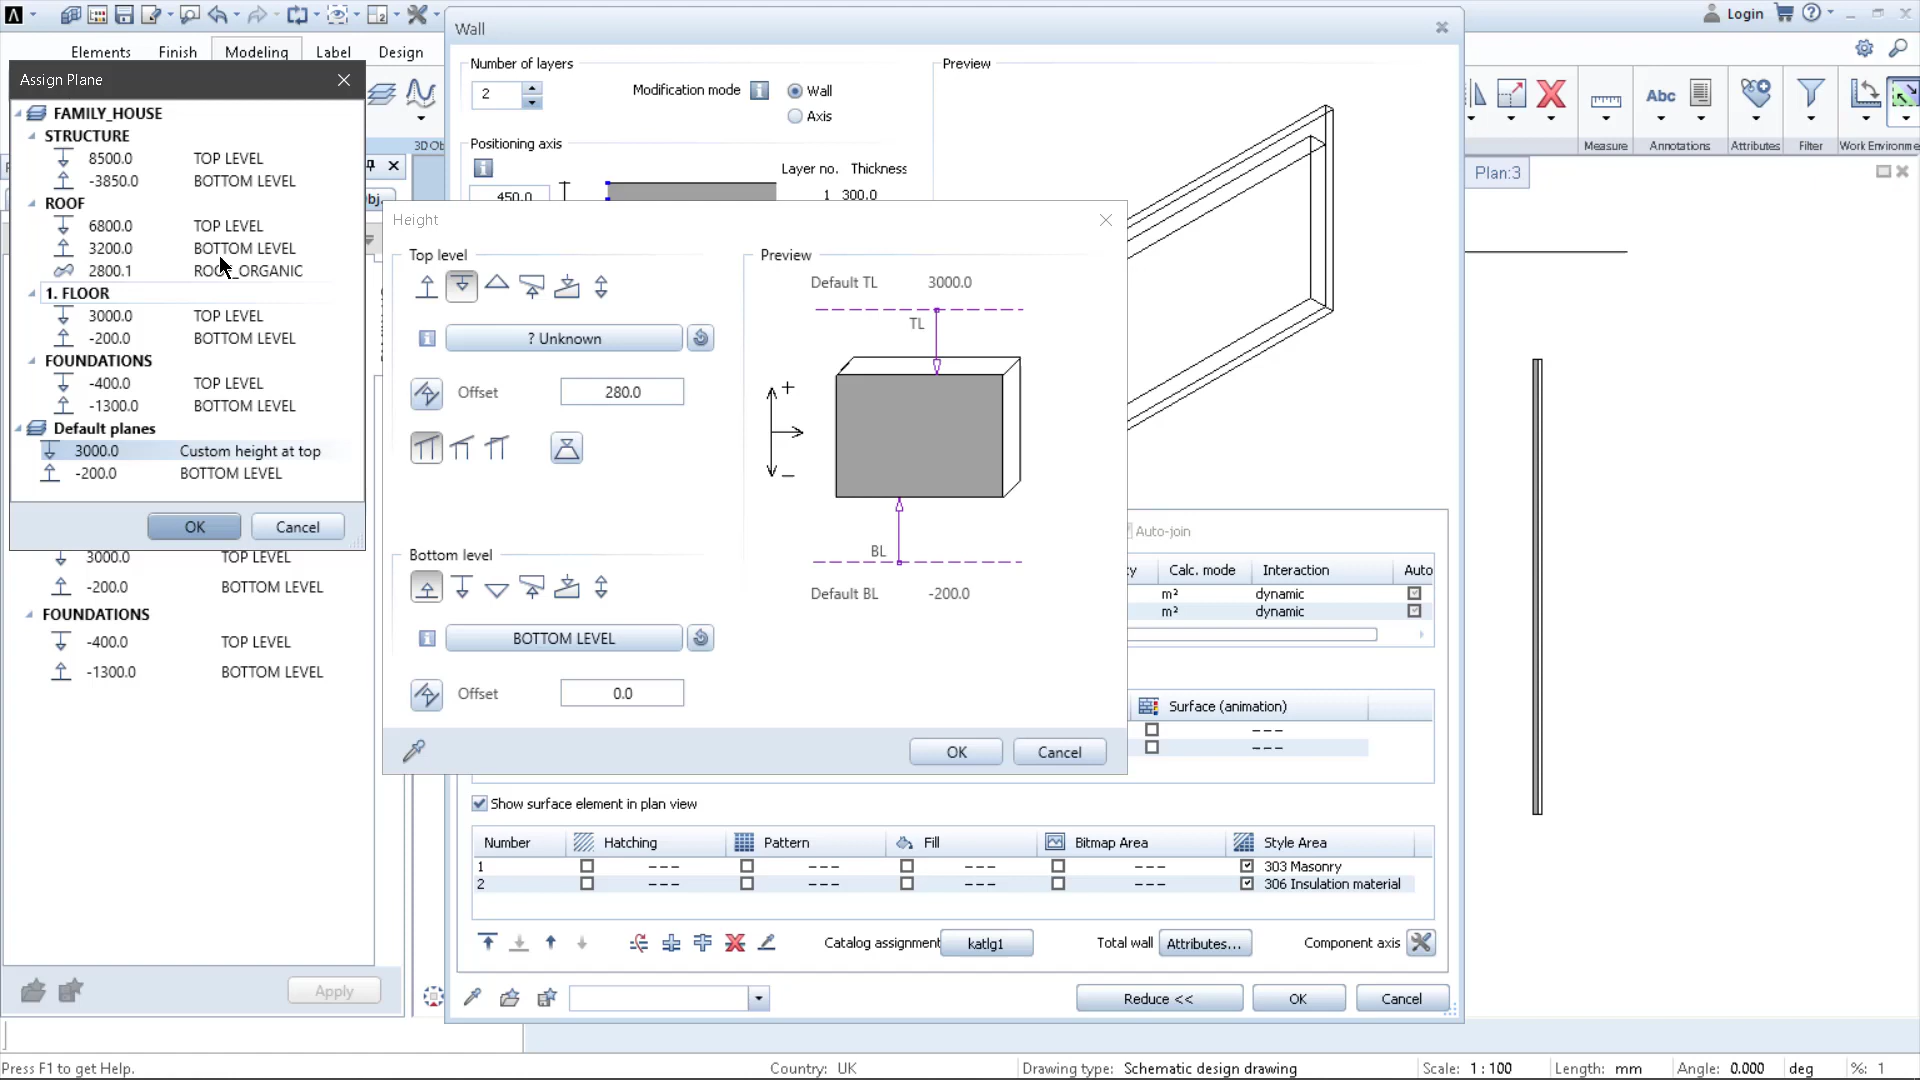 Login
Elements
Finish
Modeling
Label
Design
Assign Plane
FAMILY_HOUSE
STRUCTURE
8500.0 TOP LEVEL
-3850.0 BOTTOM LEVEL
ROOF
6800.0 TOP LEVEL
3200.0 BOTTOM LEVEL
2800.1
1. FLOOR
3000.0 TOP LEVEL
-200.0 BOTTOM LEVEL
FOUNDATIONS
-400.0 TOP LEVEL
-1300.0 BOTTOM LEVEL
Default planes
3000.0 Custom height at top
-200.0 BOTTOM LEVEL
OK
Cancel
3000.0 TOP LEVEL
-200.0 BOTTOM LEVEL
FOUNDATIONS
-400.0 TOP LEVEL
-1300.0 BOTTOM LEVEL
Apply
3D
Wall
Number of layers
2
Modification mode
Wall
Axis
Preview
Positioning axis
Layer no. Thickness
450.0
1 300.0
Height
Top level
? Unknown
Offset 280.0
Bottom level
BOTTOM LEVEL
Offset 0.0
Preview
Default TL 3000.0
TL
+
–
BL
Default BL -200.0
OK
Cancel
Auto-join
Calc. mode Interaction Auto
m² dynamic
m² dynamic
Surface (animation)
---
---
Show surface element in plan view
Number Hatching Pattern Fill Bitmap Area Style Area
1 --- --- --- --- 303 Masonry
2 --- --- --- --- 306 Insulation material
Catalog assignment katlg1
Total wall Attributes...
Component axis
Reduce <<
OK
Cancel
Abc
Measure
Annotations
Attributes
Filter
Plan:3
Press F1 to get Help.
Country: UK
Drawing type: Schematic design drawing
Scale: 1 : 100
Length: mm
Angle: 0.000 deg
%: 1